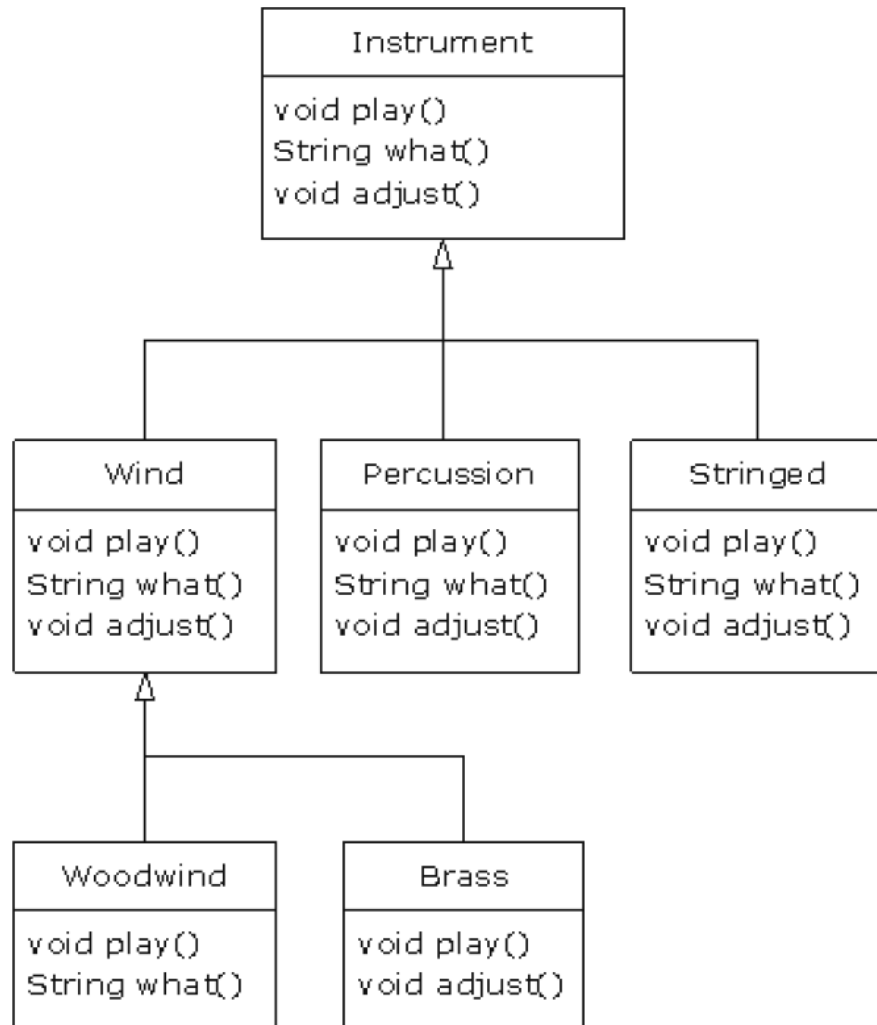 Instrument
void play()
String what()
void adjust()
Wind
void play()
String what()
void adjust()
Percussion
void play()
String what()
void adjust()
Stringed
void play()
String what()
void adjust()
Woodwind
void play()
String what()
Brass
void play()
void adjust()